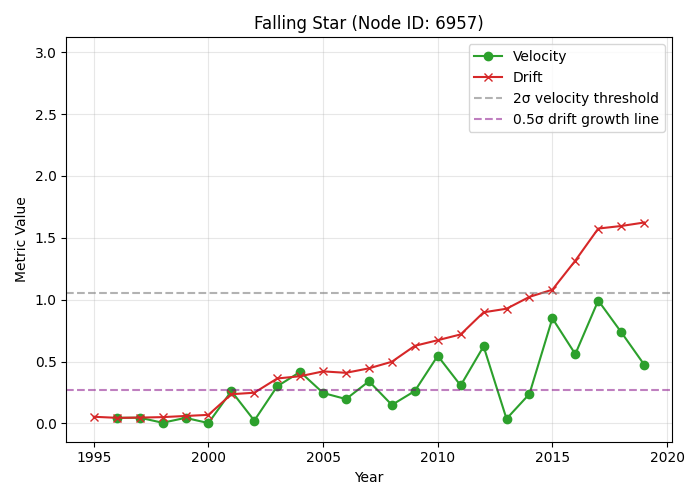 Falling Star (Node ID: 6957)
Velocity
Drift
2σ velocity threshold
0.5σ drift growth line
Metric Value
3.0
2.5
2.0
1.5
1.0
0.5
0.0
1995 2000 2005 2010 2015 2020
Year